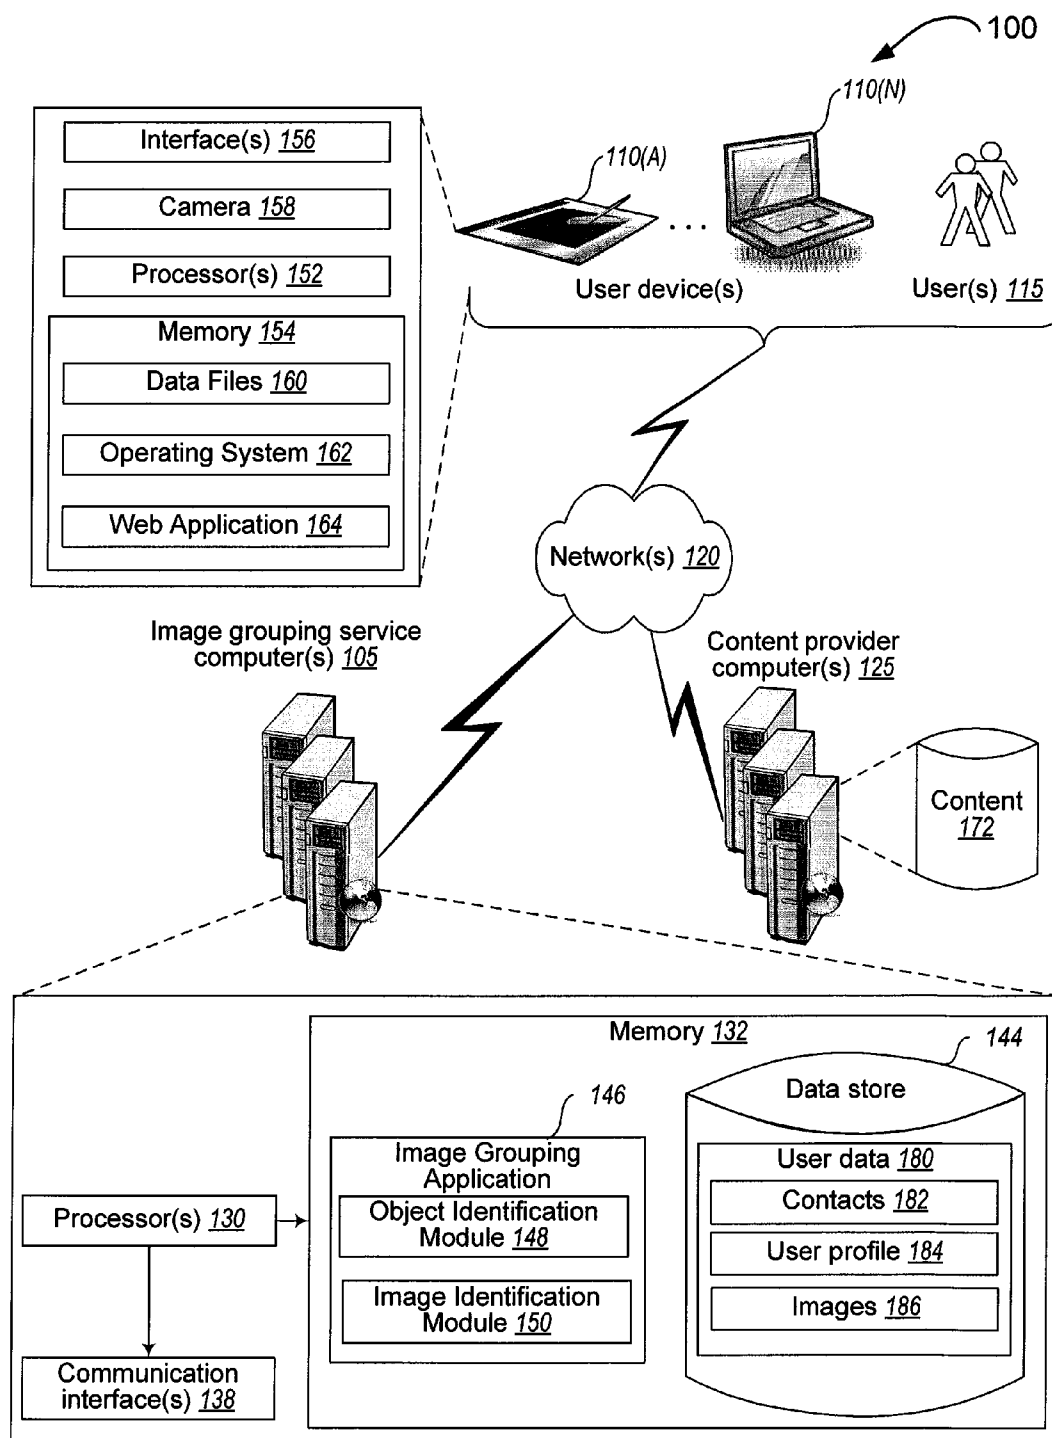 100
110(N)
110(A)
Interface(s) 156
Camera 158
Processor(s) 152
Memory 154
Data Files 160
Operating System 162
Web Application 164
. . .
User device(s)
User(s) 115
Network(s) 120
Image grouping service
computer(s) 105
Content provider
computer(s) 125
Content
172
Memory 132
144
Data store
146
Image Grouping
Application
Object Identification
Module 148
Image Identification
Module 150
User data 180
Contacts 182
User profile 184
Images 186
Processor(s) 130
Communication
interface(s) 138